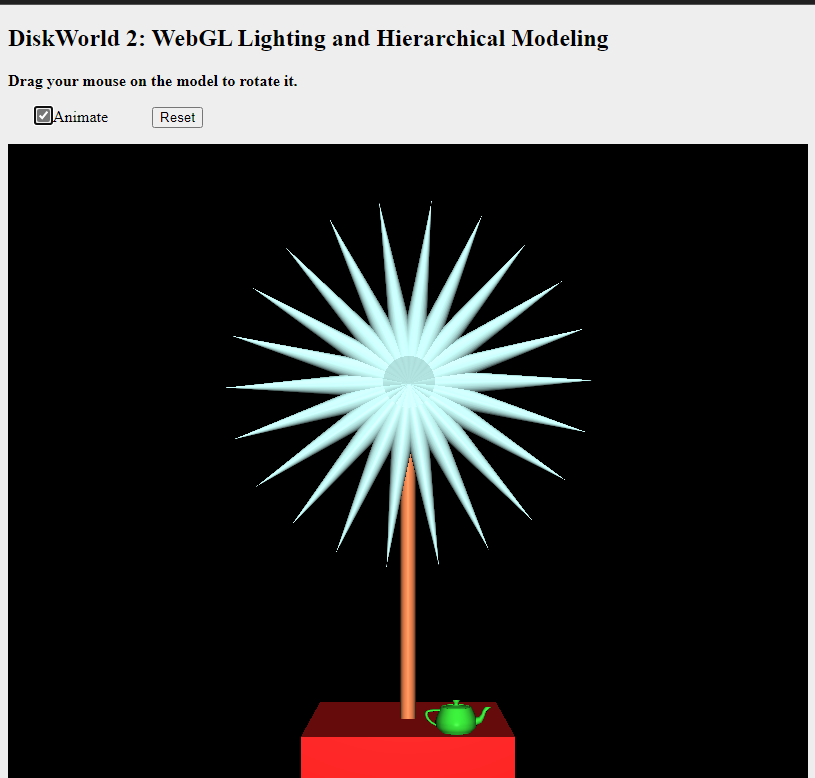 DiskWorld 2: WebGL Lighting and Hierarchical Modeling
Drag your mouse on the model to rotate it.
Animate Reset